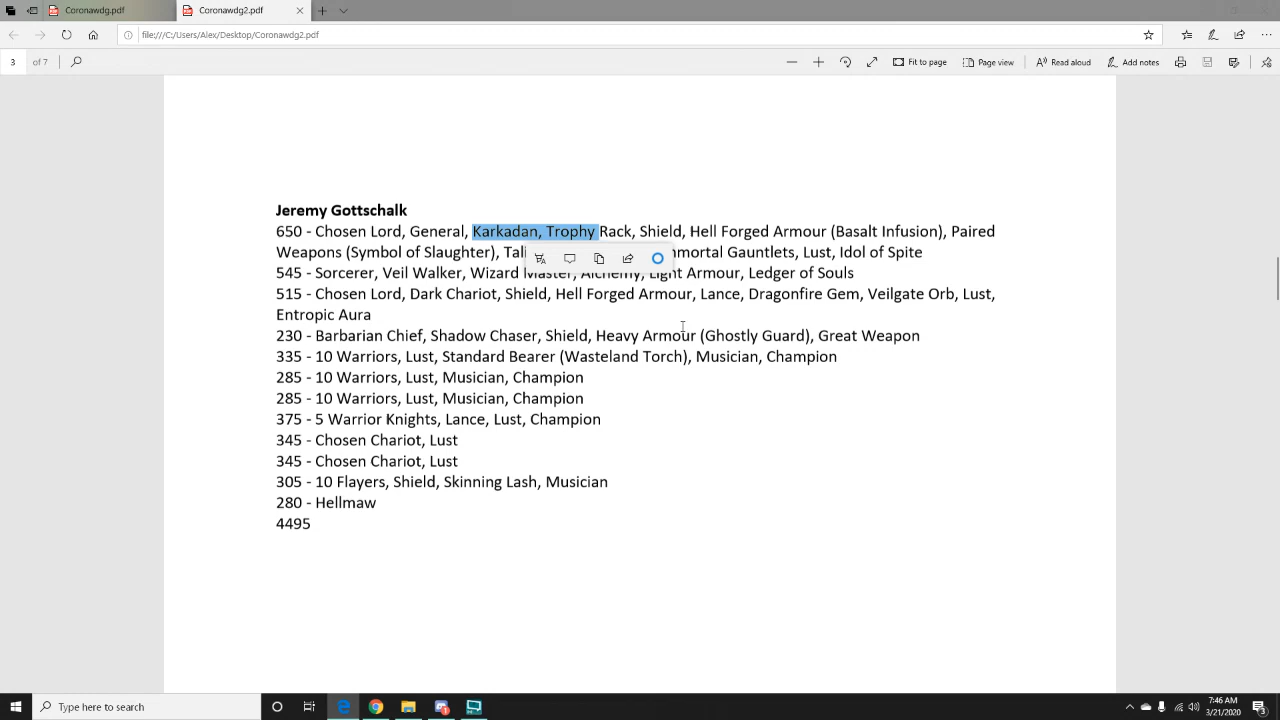 Coronawdg.pdf
Coronawdg2.pdf
file:///C:/Users/Alex/Desktop/Coronawdg2.pdf
3 of 7
Fit to page
Page view
Read aloud
Add notes
Jeremy Gottschalk
650 - Chosen Lord, General, Karkadan, Trophy Rack, Shield, Hell Forged Armour (Basalt Infusion), Paired
Weapons (Symbol of Slaughter), Gauntlets, Lust, Idol of Spite
545 - Sorcerer, Veil Walker, Wizard Master, Alchemy, Light Armour, Ledger of Souls
515 - Chosen Lord, Dark Chariot, Shield, Hell Forged Armour, Lance, Dragonfire Gem, Veilgate Orb, Lust,
Entropic Aura
230 - Barbarian Chief, Shadow Chaser, Shield, Heavy Armour (Ghostly Guard), Great Weapon
335 - 10 Warriors, Lust, Standard Bearer (Wasteland Torch), Musician, Champion
285 - 10 Warriors, Lust, Musician, Champion
285 - 10 Warriors, Lust, Musician, Champion
375 - 5 Warrior Knights, Lance, Lust, Champion
345 - Chosen Chariot, Lust
345 - Chosen Chariot, Lust
305 - 10 Flayers, Shield, Skinning Lash, Musician
280 - Hellmaw
4495
Type here to search
7:46 AM
3/21/2020